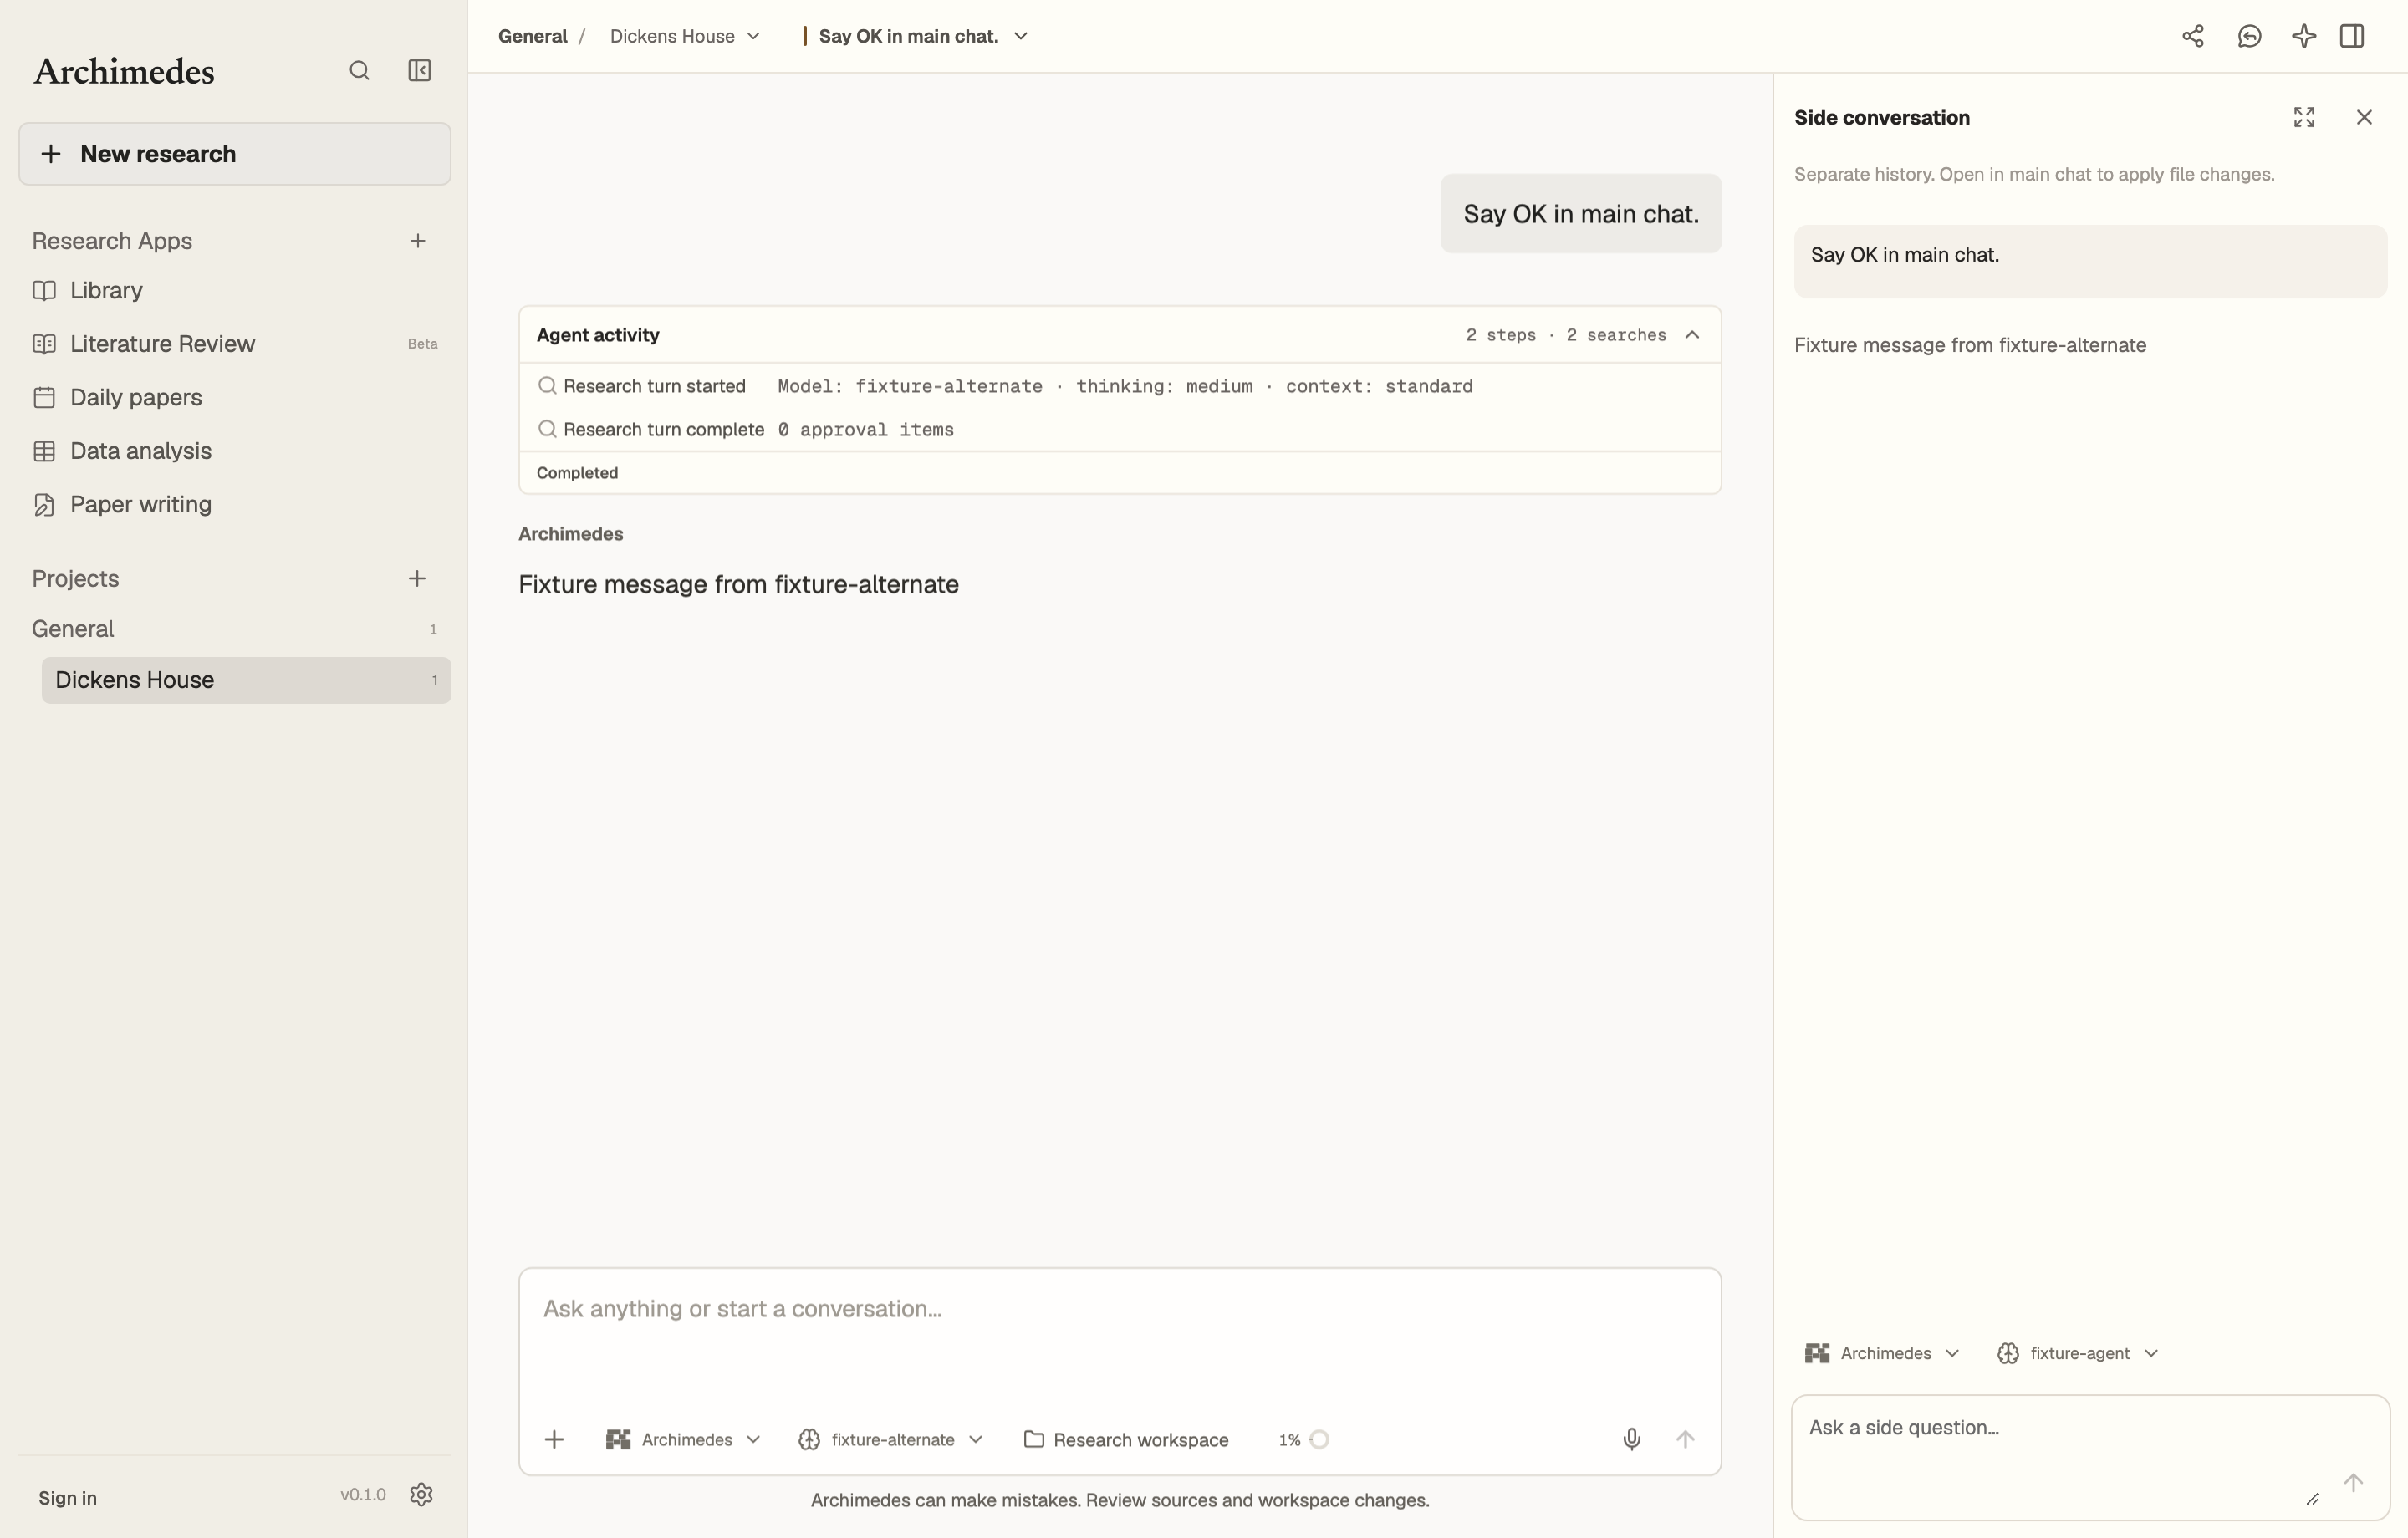 Archimedes
New research
Research Apps
Library
Literature Review Beta
Daily papers
Data analysis
Paper writing
Projects
General 1
Dickens House 1
Sign in v0.1.0
General / Dickens House Say OK in main chat.
Say OK in main chat.
Agent activity 2 steps · 2 searches
Research turn started Model: fixture-alternate · thinking: medium · context: standard
Research turn complete 0 approval items
Completed
Archimedes
Fixture message from fixture-alternate
Ask anything or start a conversation...
Archimedes fixture-alternate Research workspace 1%
Archimedes can make mistakes. Review sources and workspace changes.
Side conversation
Separate history. Open in main chat to apply file changes.
Say OK in main chat.
Fixture message from fixture-alternate
Archimedes fixture-agent
Ask a side question...